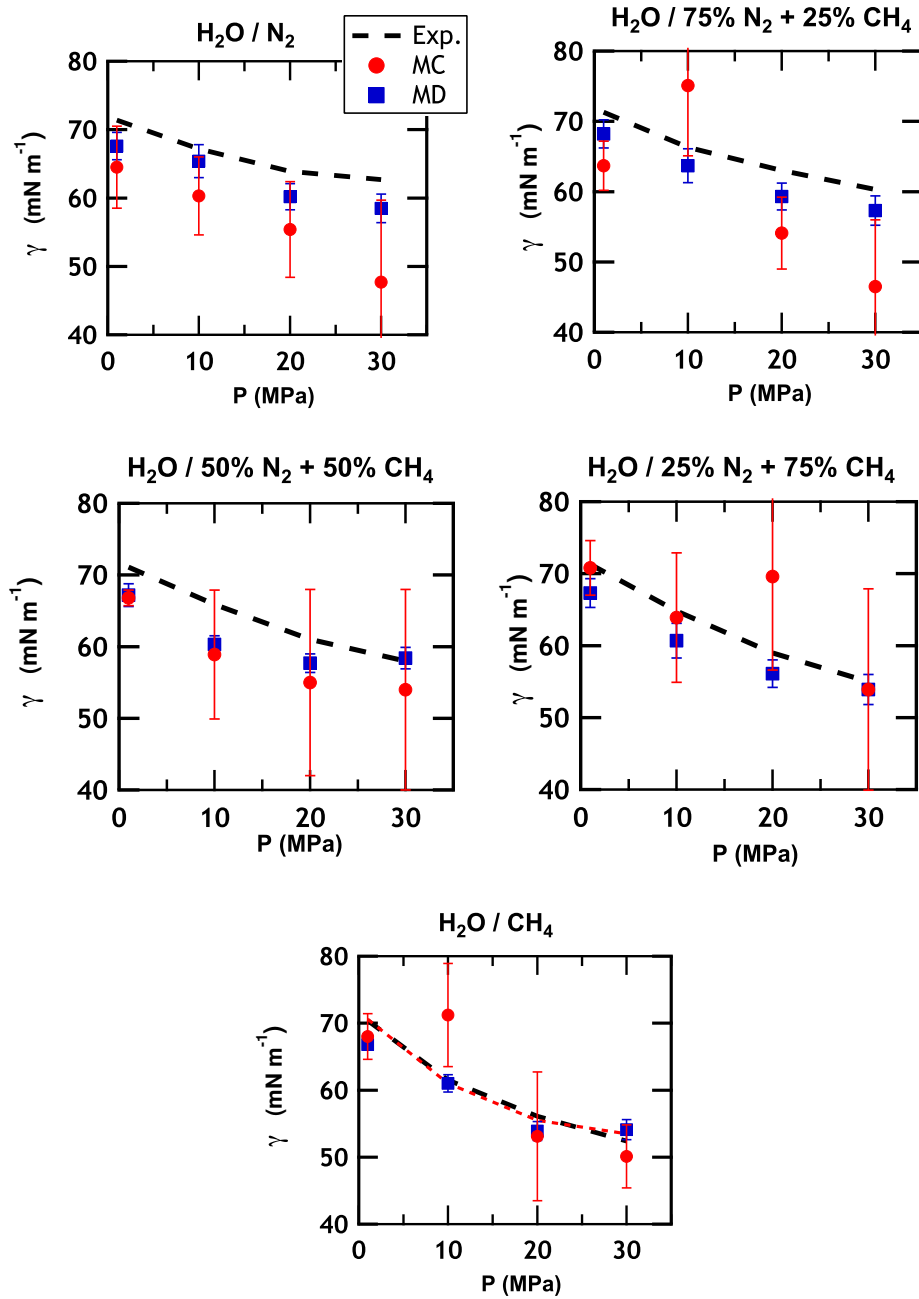 H₂O / N₂
Exp.
MC
MD
80
70
60
50
40
γ (mN m⁻¹)
0 10 20 30
P (MPa)
H₂O / 75% N₂ + 25% CH₄
80
70
60
50
40
γ (mN m⁻¹)
0 10 20 30
P (MPa)
H₂O / 50% N₂ + 50% CH₄
80
70
60
50
40
γ (mN m⁻¹)
0 10 20 30
P (MPa)
H₂O / 25% N₂ + 75% CH₄
80
70
60
50
40
γ (mN m⁻¹)
0 10 20 30
P (MPa)
H₂O / CH₄
80
70
60
50
40
γ (mN m⁻¹)
0 10 20 30
P (MPa)